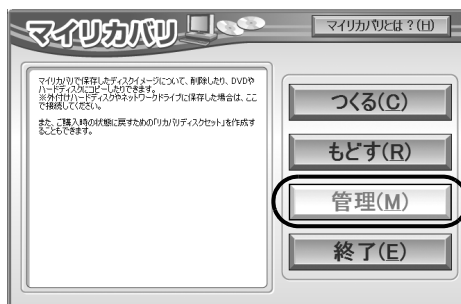 マイリカバリ
マイリカバリとは？(H)
マイリカバリで保存したディスクイメージについて、削除したり、DVDや
ハードディスクにコピーしたりできます。
※外付けハードディスクやネットワークドライブに保存した場合は、ここ
で接続してください。
また、ご購入時の状態に戻すための「リカバリディスクセット」を作成す
ることもできます。
つくる(C)
もどす(R)
管理(M)
終了(E)